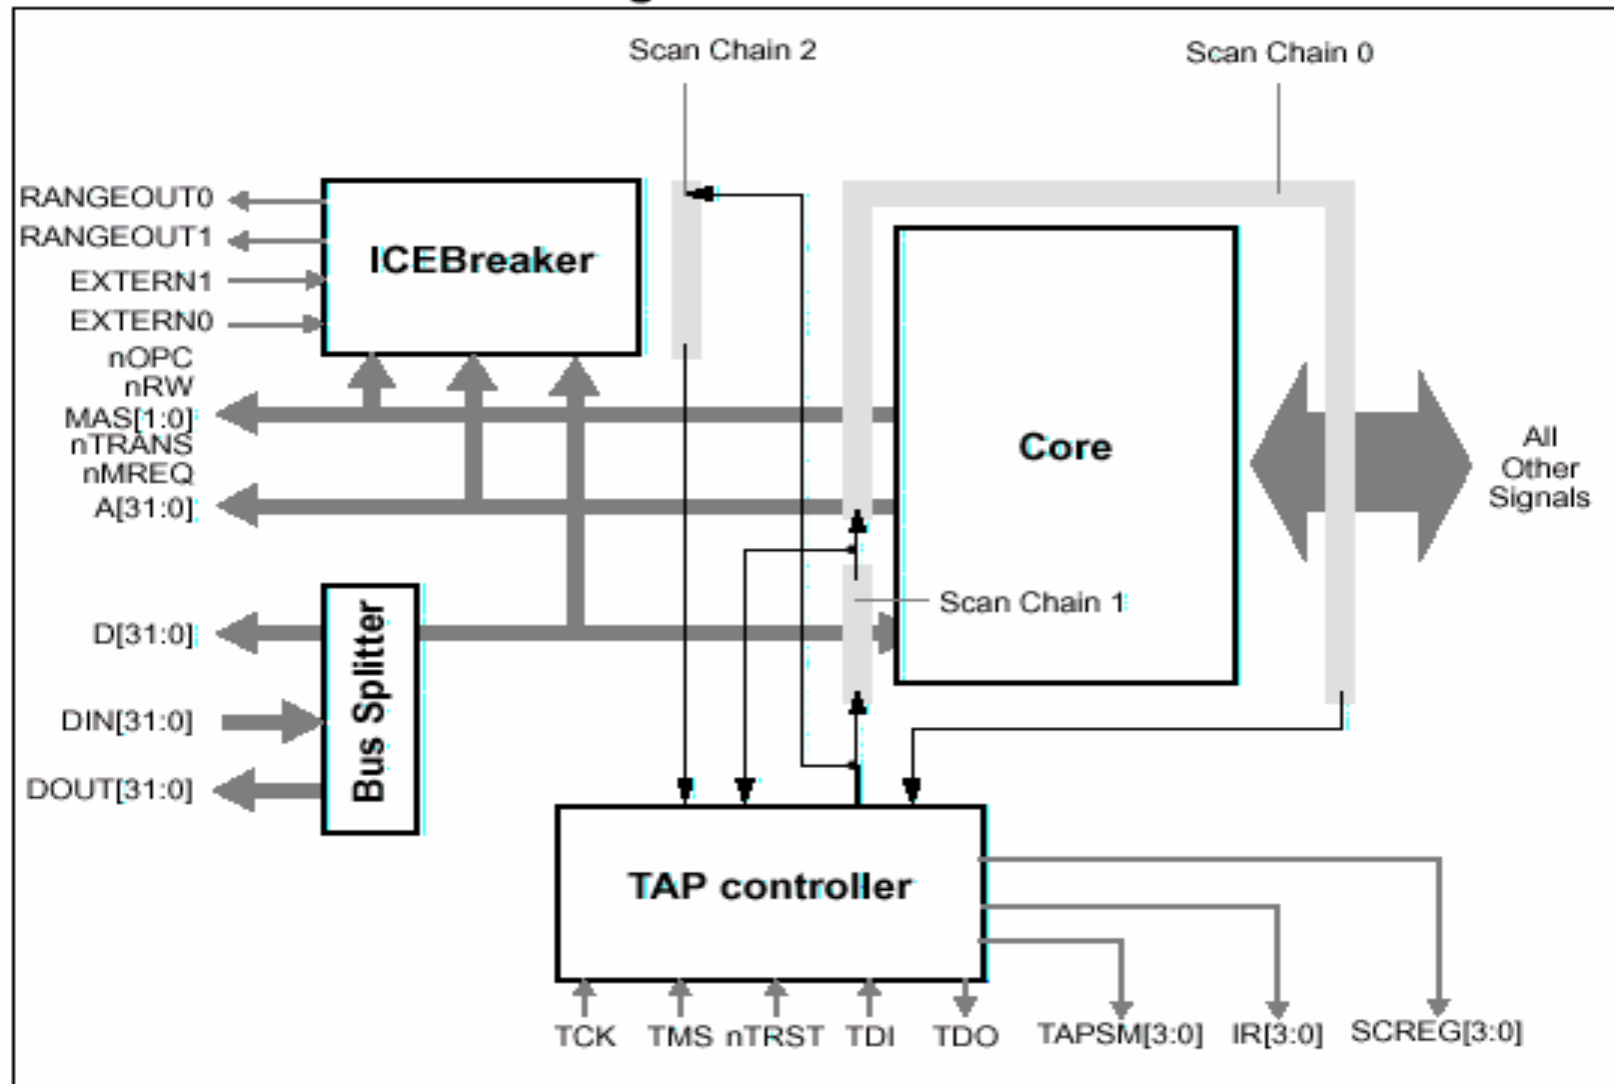 Scan Chain 2
Scan Chain 0
RANGEOUT0
RANGEOUT1
EXTERN1
EXTERN0
nOPC
nRW
MAS[1:0]
nTRANS
nMREQ
A[31:0]
D[31:0]
DIN[31:0]
DOUT[31:0]
ICEBreaker
Core
All
Other
Signals
Scan Chain 1
Bus Splitter
TAP controller
TCK
TMS
nTRST
TDI
TDO
TAPSM[3:0]
IR[3:0]
SCREG[3:0]